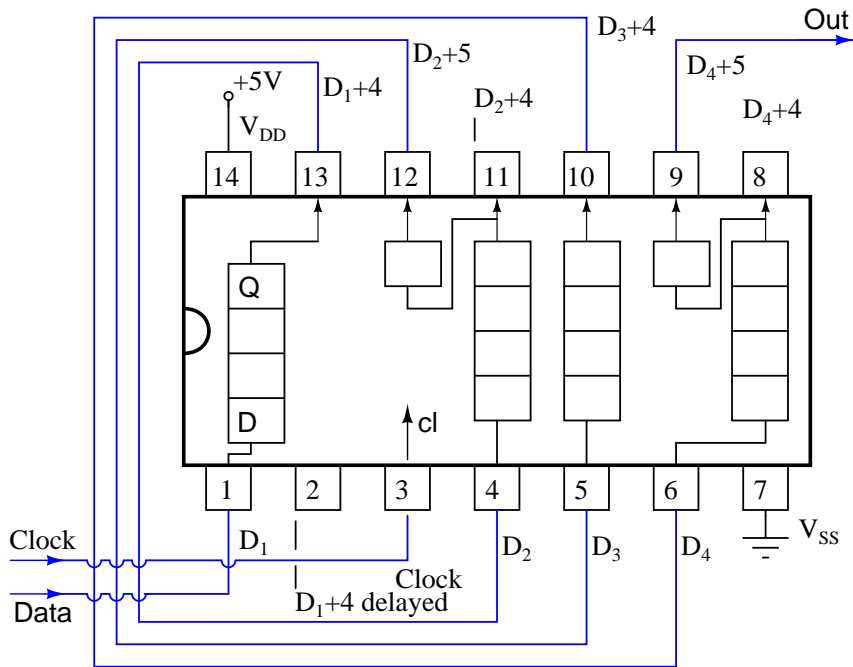 Out
D₃+4
D₂+5
D₄+5
+5V
D₁+4
D₂+4
D₄+4
V_DD
14 13 12 11 10 9 8
Q
D
cl
1 2 3 4 5 6 7
Clock
D₁
D₂
D₃
D₄
V_SS
Clock
Data
D₁+4 delayed